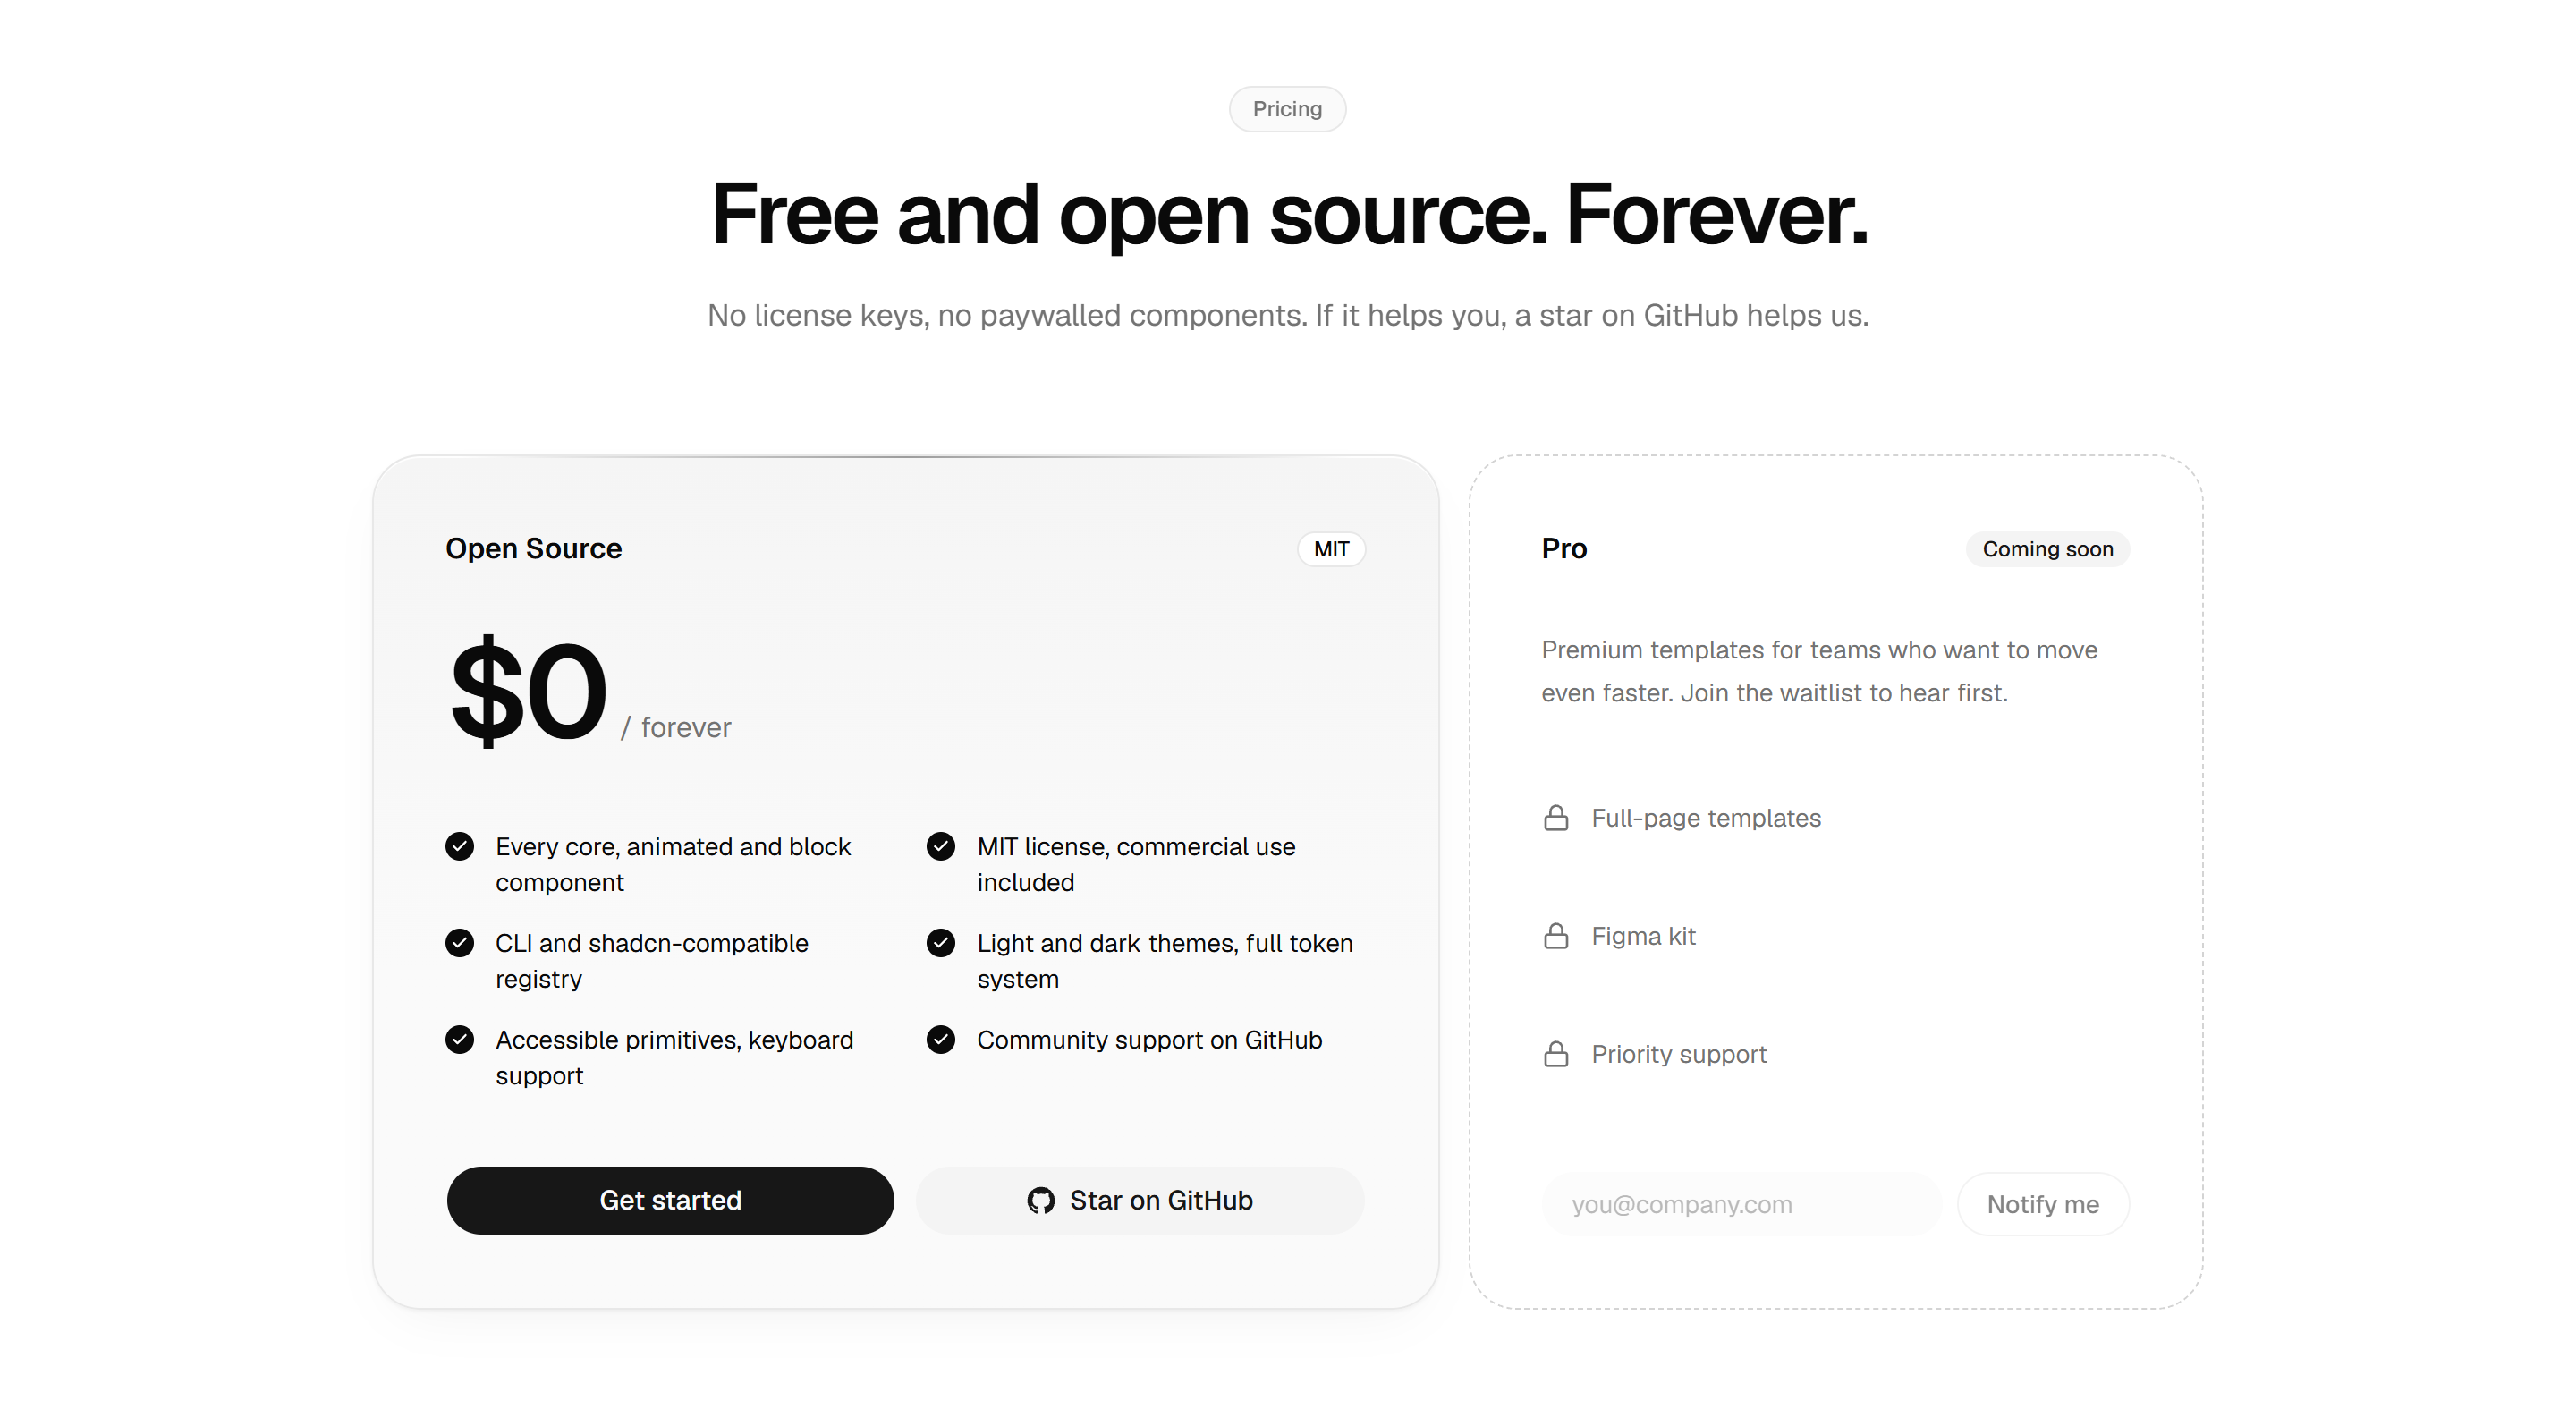 Pricing
Free and open source. Forever.
No license keys, no paywalled components. If it helps you, a star on GitHub helps us.
Open Source
MIT
$0 / forever
Every core, animated and block
component
MIT license, commercial use
included
CLI and shadcn-compatible
registry
Light and dark themes, full token
system
Accessible primitives, keyboard
support
Community support on GitHub
Get started
Star on GitHub
Pro
Coming soon
Premium templates for teams who want to move
even faster. Join the waitlist to hear first.
Full-page templates
Figma kit
Priority support
you@company.com
Notify me